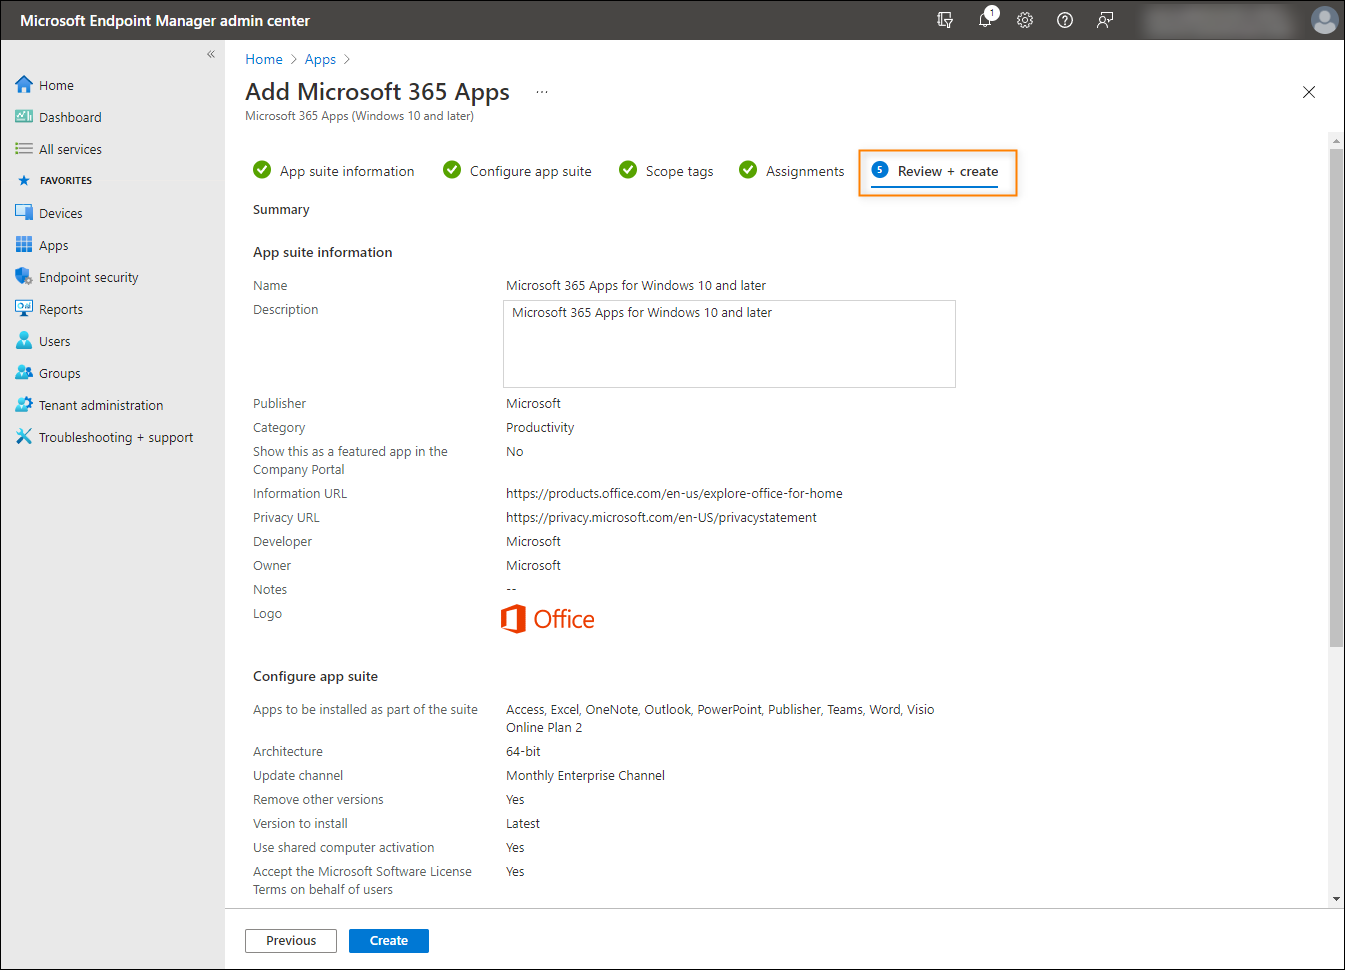 Microsoft Endpoint Manager admin center
1
«
Home
Dashboard
All services
FAVORITES
Devices
Apps
Endpoint security
Reports
Users
Groups
Tenant administration
Troubleshooting + support
Home > Apps >
Add Microsoft 365 Apps ...
Microsoft 365 Apps (Windows 10 and later)
App suite information Configure app suite Scope tags Assignments 5 Review + create
Summary
App suite information
Name Microsoft 365 Apps for Windows 10 and later
Description Microsoft 365 Apps for Windows 10 and later
Publisher Microsoft
Category Productivity
Show this as a featured app in the No
Company Portal
Information URL https://products.office.com/en-us/explore-office-for-home
Privacy URL https://privacy.microsoft.com/en-US/privacystatement
Developer Microsoft
Owner Microsoft
Notes --
Logo Office
Configure app suite
Apps to be installed as part of the suite Access, Excel, OneNote, Outlook, PowerPoint, Publisher, Teams, Word, Visio
Online Plan 2
Architecture 64-bit
Update channel Monthly Enterprise Channel
Remove other versions Yes
Version to install Latest
Use shared computer activation Yes
Accept the Microsoft Software License Yes
Terms on behalf of users
Previous Create